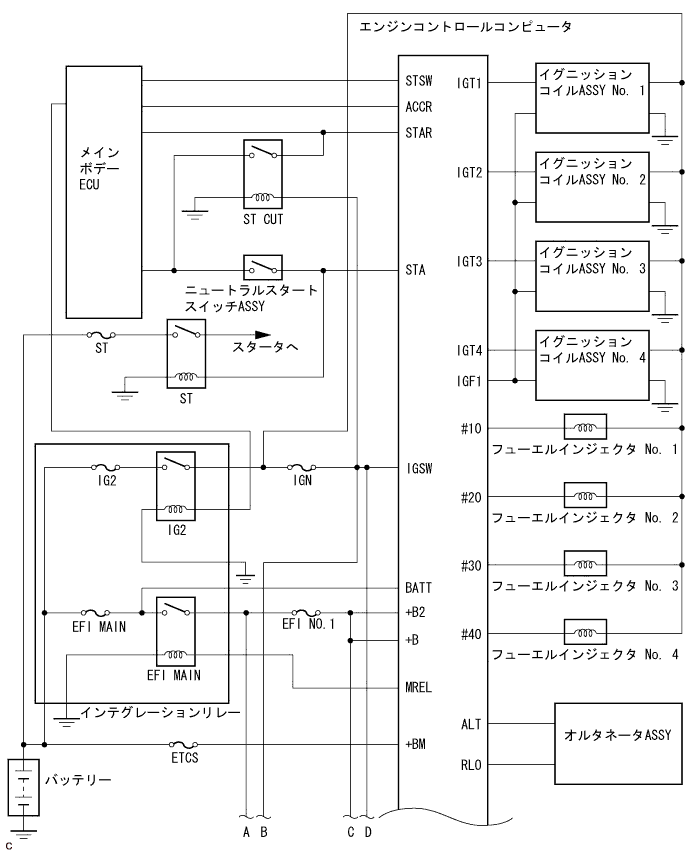 エンジンコントロールコンピュータ
メイン
ボデー
ECU
STSW
ACCR
STAR
ST CUT
STA
ニュートラルスタート
スイッチASSY
ST
スタータへ
ST
IG2
IG2
IGN
IGSW
BATT
EFI MAIN
EFI MAIN
EFI NO.1
+B2
+B
MREL
インテグレーションリレー
ETCS
+BM
バッテリー
A
B
C
D
IGT1
イグニッション
コイルASSY No. 1
IGT2
イグニッション
コイルASSY No. 2
IGT3
イグニッション
コイルASSY No. 3
IGT4
イグニッション
コイルASSY No. 4
IGF1
#10
フューエルインジェクタ No. 1
#20
フューエルインジェクタ No. 2
#30
フューエルインジェクタ No. 3
#40
フューエルインジェクタ No. 4
ALT
RLO
オルタネータASSY
C